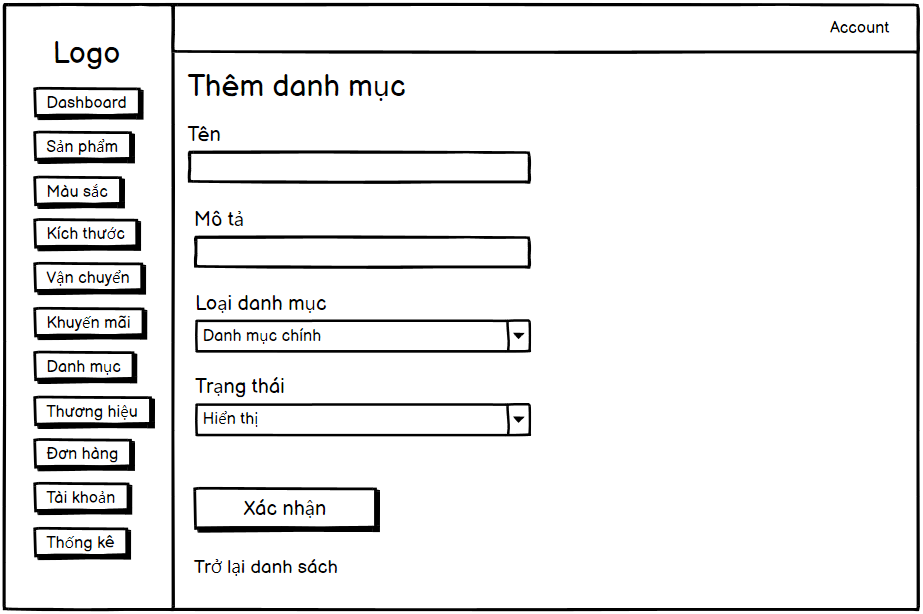 Logo
Dashboard
Sản phẩm
Màu sắc
Kích thước
Vận chuyển
Khuyến mãi
Danh mục
Thương hiệu
Đơn hàng
Tài khoản
Thống kê
Account
Thêm danh mục
Tên
Mô tả
Loại danh mục
Danh mục chính
Trạng thái
Hiển thị
Xác nhận
Trở lại danh sách